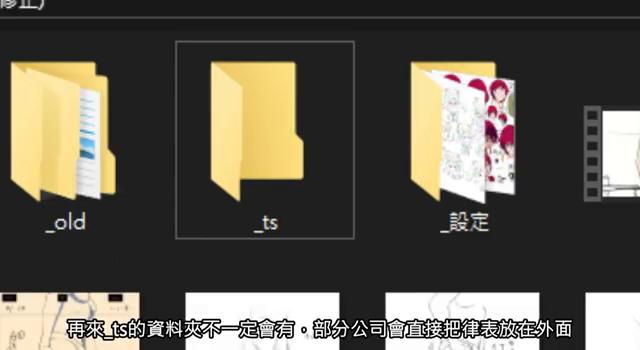 修正)
_old
_ts
_設定
再來_ts的資料夾不一定會有，部分公司會直接把律表放在外面